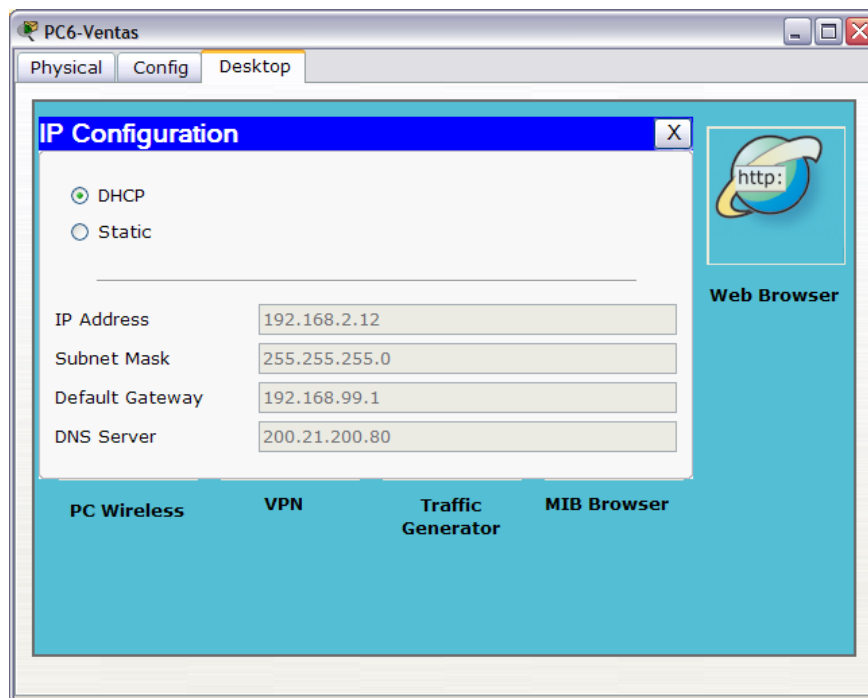 PC6-Ventas
Physical Config Desktop
IP Configuration X
http:
DHCP
Static
Web Browser
IP Address 192.168.2.12
Subnet Mask 255.255.255.0
Default Gateway 192.168.99.1
DNS Server 200.21.200.80
PC Wireless VPN Traffic MIB Browser
Generator